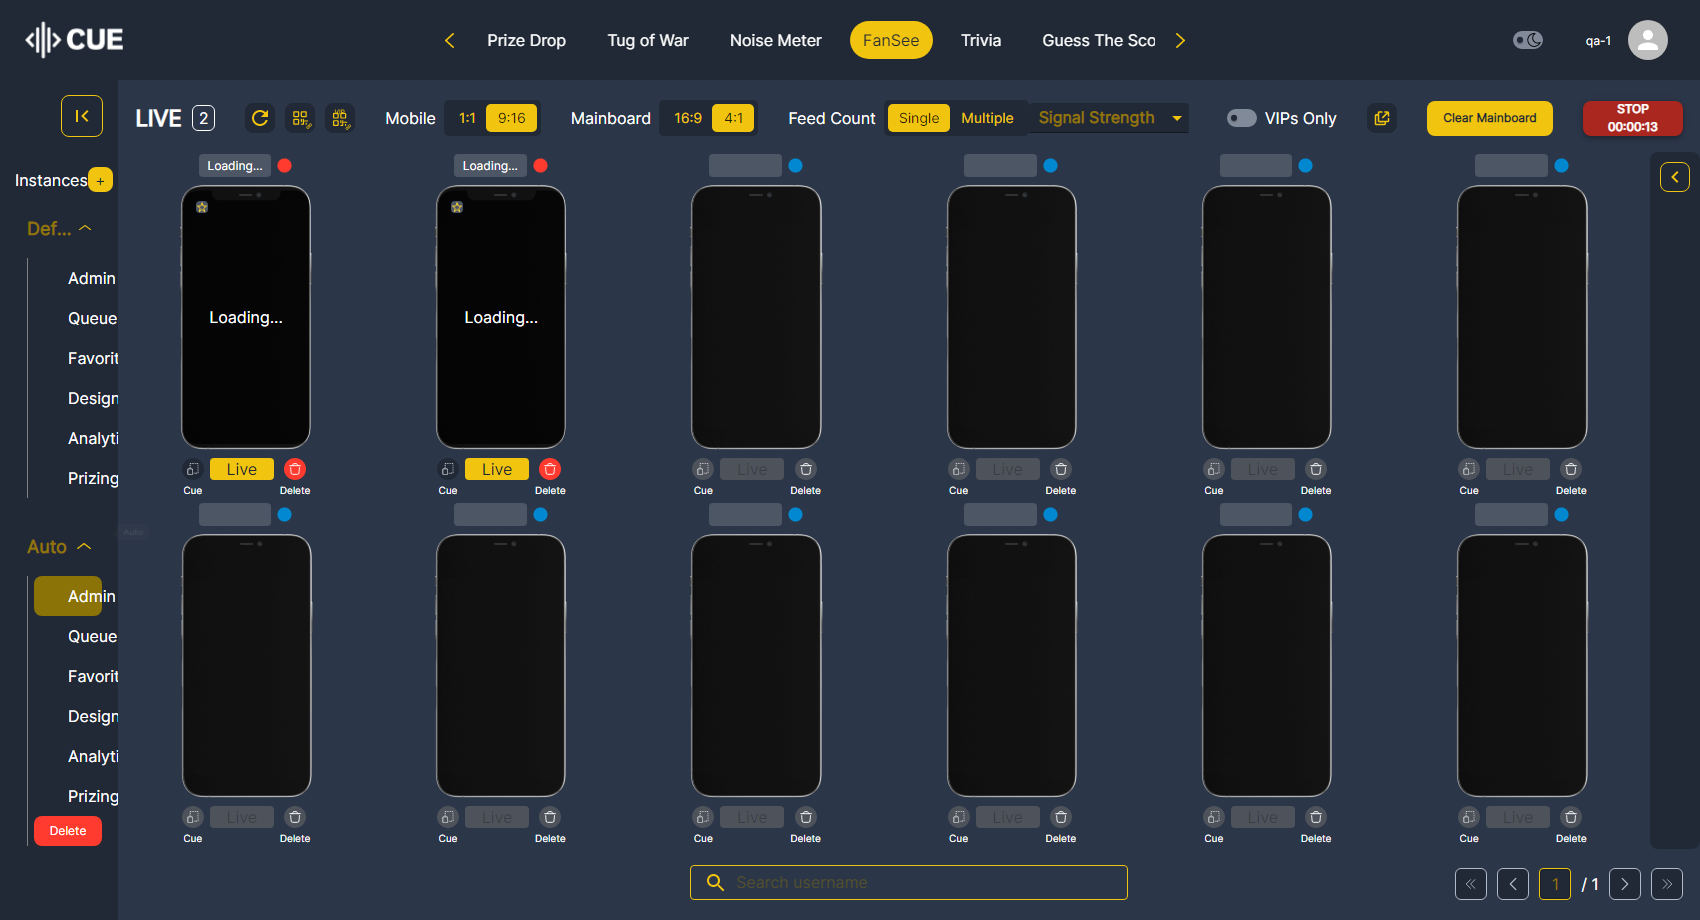 CUE
Prize Drop
Tug of War
Noise Meter
FanSee
Trivia
Guess The Sco
qa-1
LIVE 2
Mobile 1:1 9:16
Mainboard 16:9 4:1
Feed Count Single Multiple
Signal Strength
VIPs Only
Clear Mainboard
STOP
00:00:13
Instances +
Def...
Admin
Queue
Favorit
Design
Analyti
Prizing
Auto
Auto
Admin
Queue
Favorit
Design
Analyti
Prizing
Delete
Loading...
Loading...
Loading...
Loading...
Live Live Live Live Live Live
Cue Delete Cue Delete Cue Delete Cue Delete Cue Delete Cue Delete
Live Live Live Live Live Live
Cue Delete Cue Delete Cue Delete Cue Delete Cue Delete Cue Delete
Search username
1 / 1